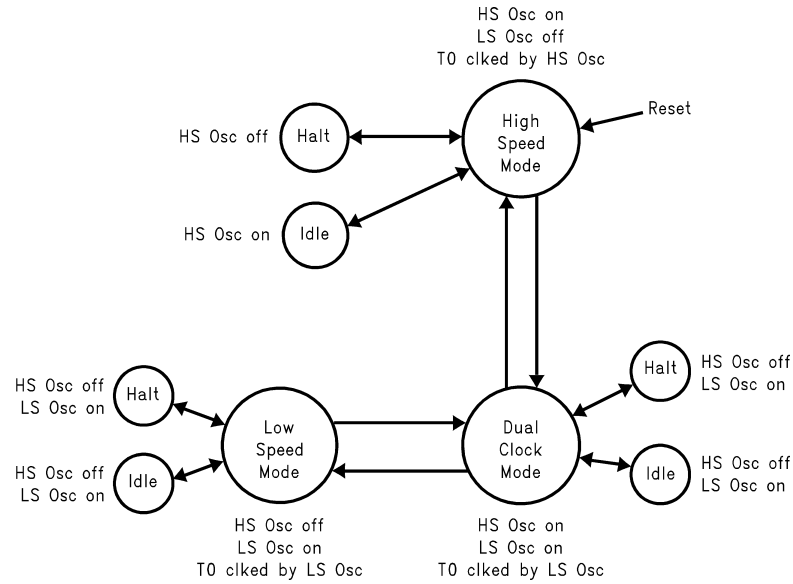 HS Osc on
LS Osc off
T0 clked by HS Osc
Reset
High
Speed
Mode
HS Osc off
Halt
HS Osc on
Idle
HS Osc off
LS Osc on
Halt
HS Osc off
LS Osc on
Idle
Low
Speed
Mode
HS Osc off
LS Osc on
T0 clked by LS Osc
Dual
Clock
Mode
HS Osc on
LS Osc on
T0 clked by LS Osc
Halt
HS Osc off
LS Osc on
Idle
HS Osc off
LS Osc on